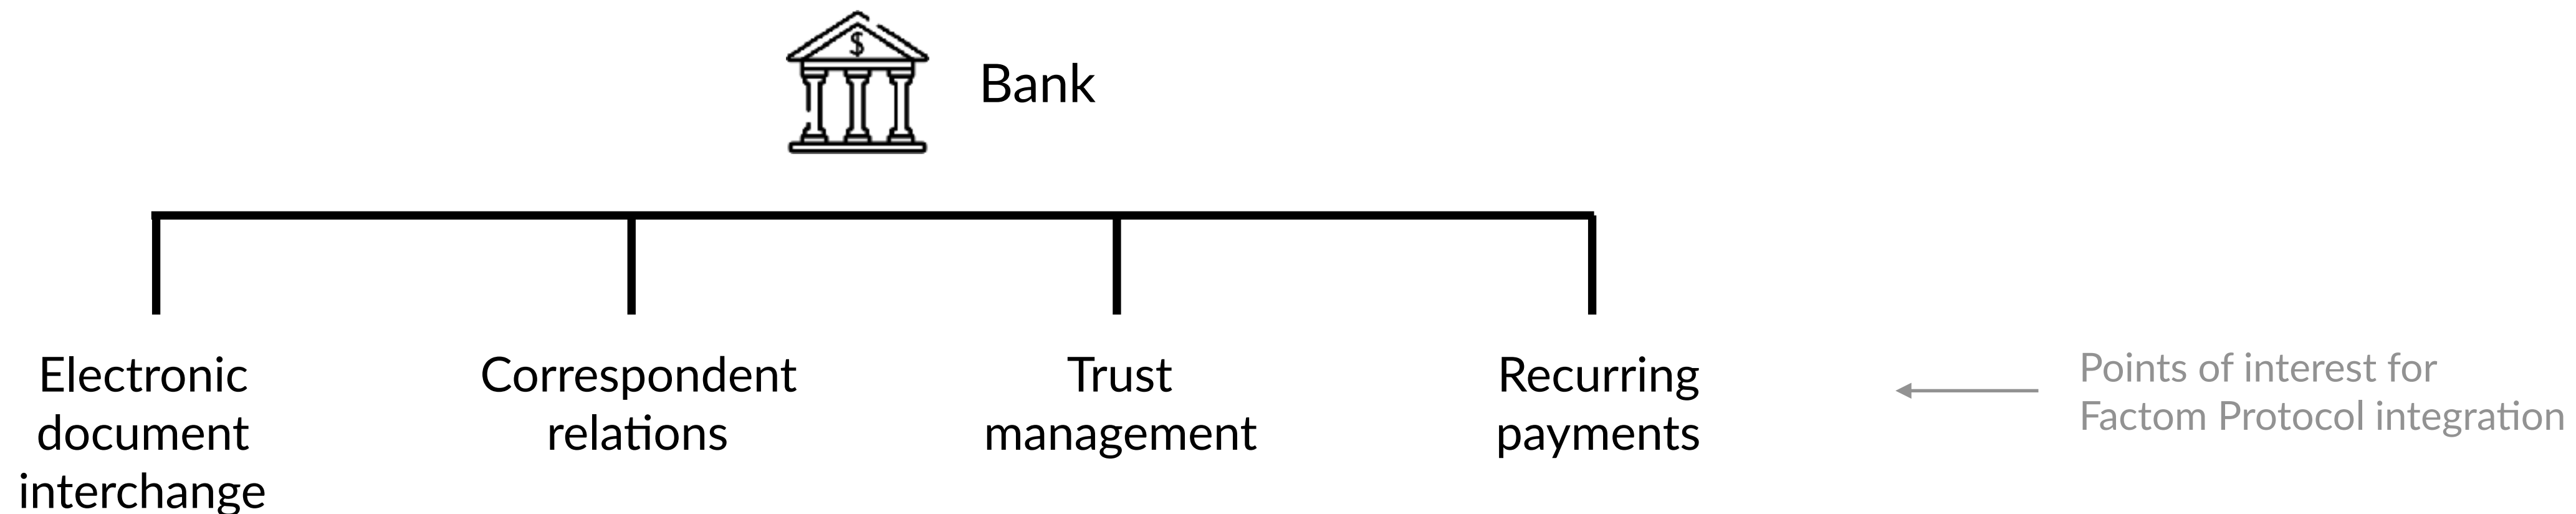 $
Bank
Electronic
document
interchange
Correspondent
relations
Trust
management
Recurring
payments
Points of interest for
Factom Protocol integration